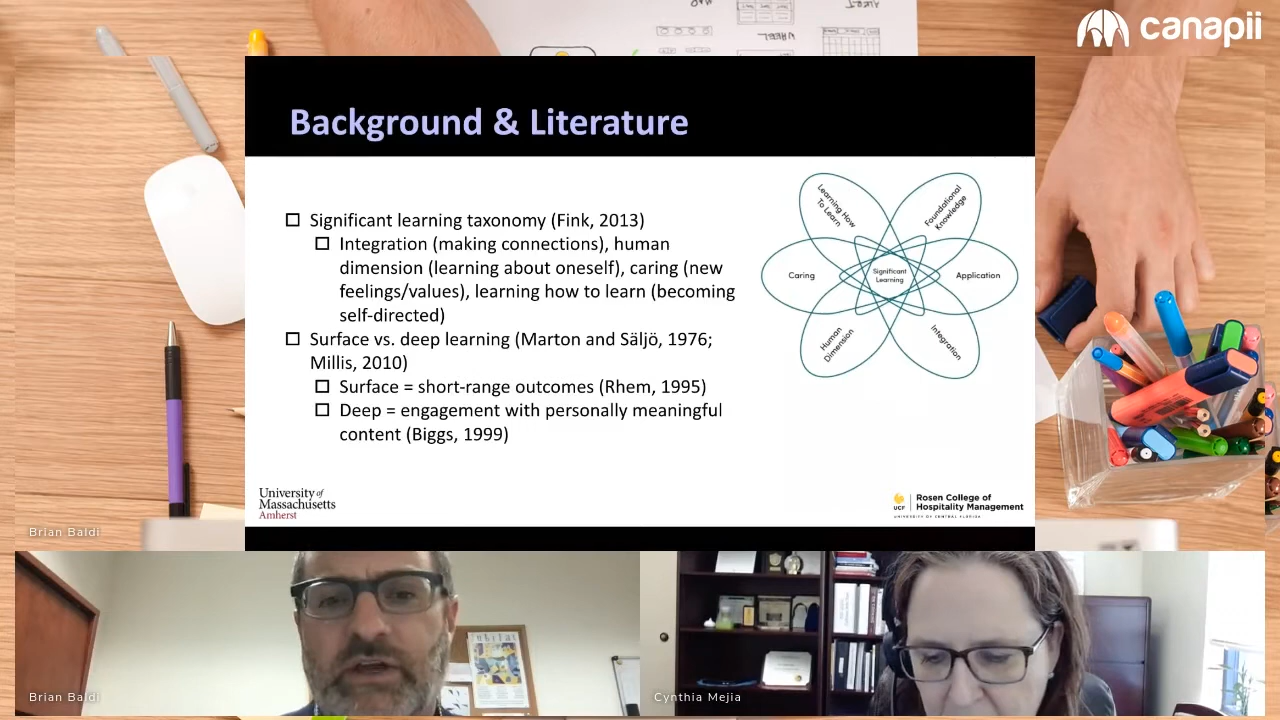 canapii
Background & Literature
Significant learning taxonomy (Fink, 2013)
Integration (making connections), human
dimension (learning about oneself), caring (new
feelings/values), learning how to learn (becoming
self-directed)
Surface vs. deep learning (Marton and Säljö, 1976;
Millis, 2010)
Surface = short-range outcomes (Rhem, 1995)
Deep = engagement with personally meaningful
content (Biggs, 1999)
Learning How
To Learn
Foundational
Knowledge
Caring
Significant
Learning
Application
Human
Dimension
Integration
University of
Massachusetts
Amherst
UCF
Rosen College of
Hospitality Management
UNIVERSITY OF CENTRAL FLORIDA
Brian Baldi
Brian Baldi
Cynthia Mejia